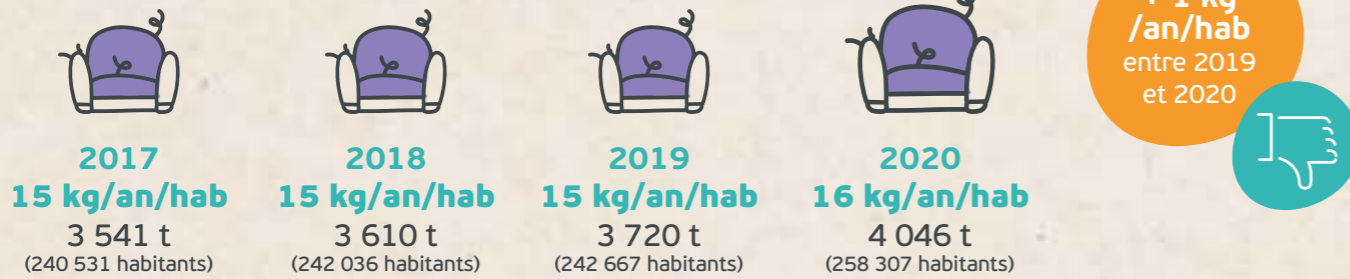 + 1 kg
/an/hab
entre 2019
et 2020
2017
15 kg/an/hab
3 541 t
(240 531 habitants)
2018
15 kg/an/hab
3 610 t
(242 036 habitants)
2019
15 kg/an/hab
3 720 t
(242 667 habitants)
2020
16 kg/an/hab
4 046 t
(258 307 habitants)